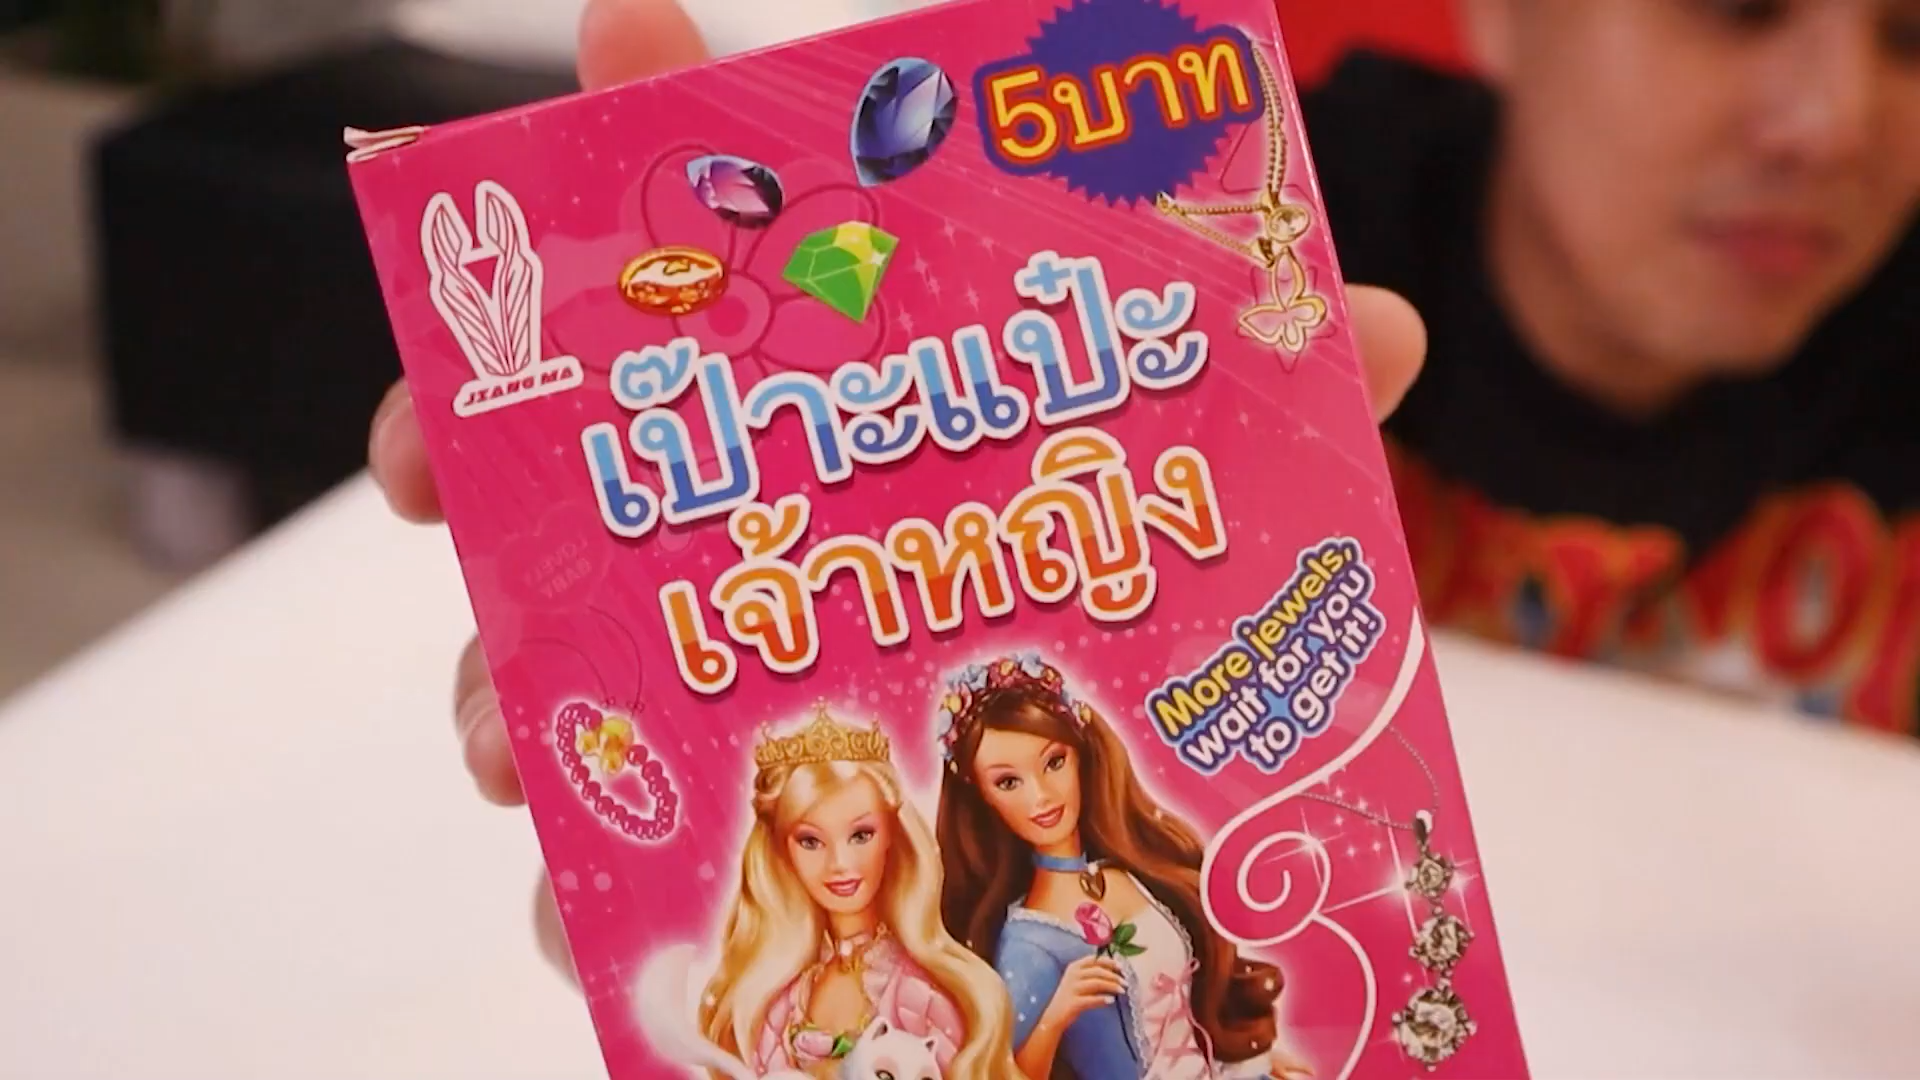 5บาท
JIANG MA
เป๊าะแป๋ะ
เจ้าหญิง
More jewels,
wait for you
to get it!